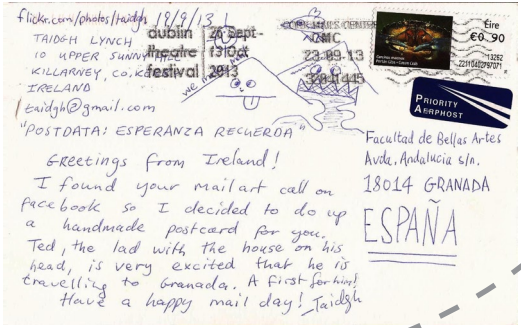 flickr.com/photos/taidgh
19/9/13
TAIDGH LYNCH
10 UPPER SUNNY
KILLARNEY, CO.K
IRELAND
taidgh@gmail.com
dublin 26 Sept-
theatre 13 Oct
festival 2013
CENTRE
23-09-13
Éire
€0.90
PRIORITY
AERPHOST
"POSTDATA: ESPERANZA RECUERDA"
Greetings from Ireland!
I found your mailart call on
facebook so I decided to do up
a handmade postcard for you.
Ted, the lad with the house on his
head, is very excited that he is
travelling to Granada. A first for him!
Have a happy mail day! Taidgh
Facultad de Bellas Artes
Avda. Andalucia s/n.
18014 GRANADA
ESPAÑA